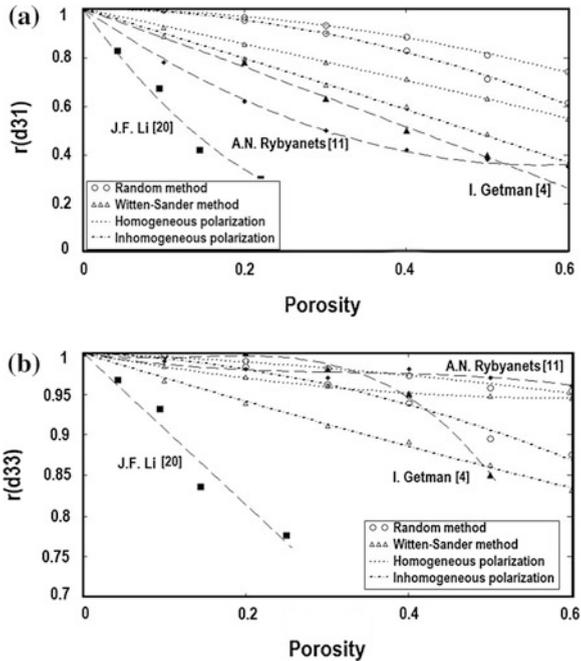 (a)
r(d31)
1
0.8
0.6
0.4
0.2
0
J.F. Li [20]
A.N. Rybyanets [11]
I. Getman [4]
Random method
Witten-Sander method
Homogeneous polarization
Inhomogeneous polarization
0 0.2 0.4 0.6
Porosity
(b)
r(d33)
1
0.95
0.9
0.85
0.8
0.75
0.7
A.N. Rybyanets [11]
J.F. Li [20]
I. Getman [4]
Random method
Witten-Sander method
Homogeneous polarization
Inhomogeneous polarization
0 0.2 0.4 0.6
Porosity